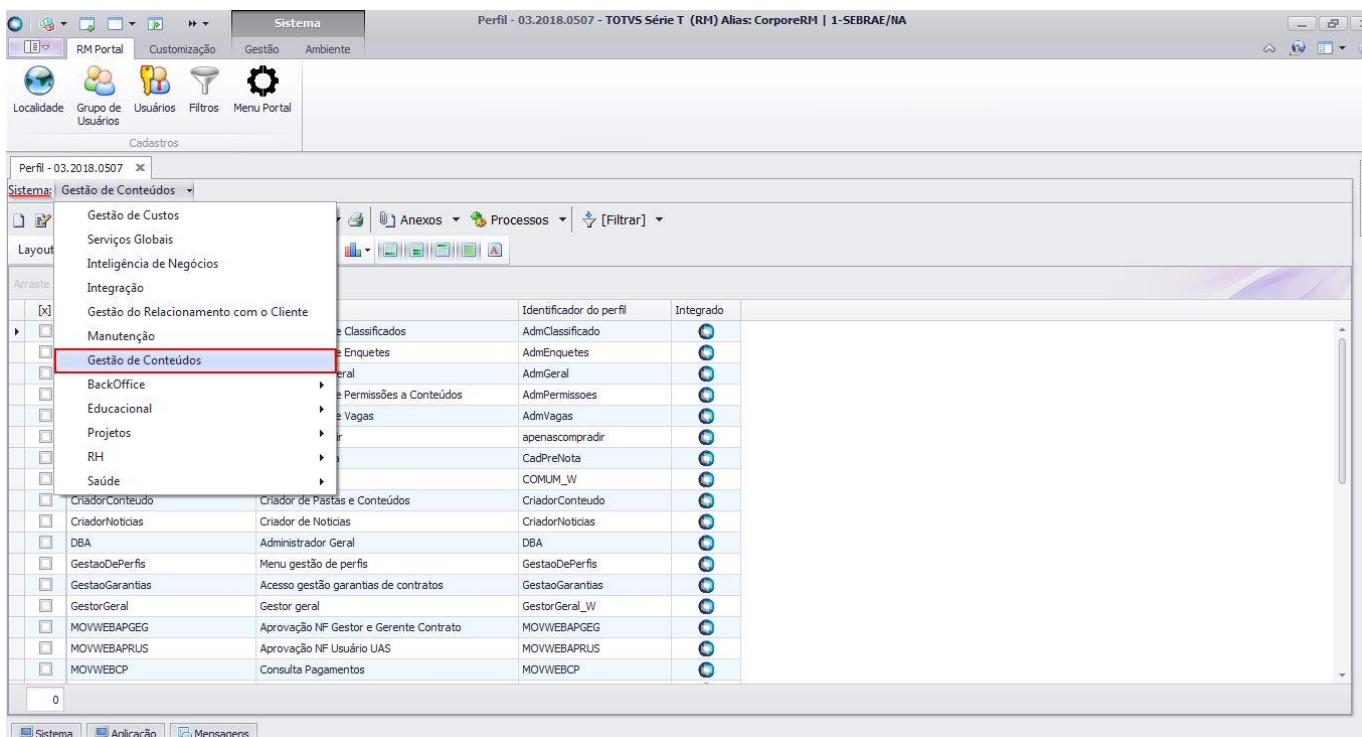 Sistema
Perfil - 03.2018.0507 - TOTVS Série T (RM) Alias: CorporeRM | 1-SEBRAE/NA
RM Portal Customização Gestão Ambiente
Localidade Grupo de Usuários Usuários Filtros Menu Portal
Cadastros
Perfil - 03.2018.0507
Sistema: Gestão de Conteúdos
Anexos Processos [Filtrar]
Layout
Arraste
Gestão de Custos
Serviços Globais
Inteligência de Negócios
Integração
Gestão do Relacionamento com o Cliente
Manutenção
Gestão de Conteúdos
BackOffice
Educacional
Projetos
RH
Saúde
[x] Identificador do perfil Integrado
e Classificados AdmClassificado
e Enquetes AdmEnquetes
eral AdmGeral
e Permissões a Conteúdos AdmPermissoes
e Vagas AdmVagas
ir apenascompradir
a CadPreNota
COMUM_W
CriadorConteudo Criador de Pastas e Conteúdos CriadorConteudo
CriadorNoticias Criador de Noticias CriadorNoticias
DBA Administrador Geral DBA
GestaoDePerfis Menu gestão de perfis GestaoDePerfis
GestaoGarantias Acesso gestão garantias de contratos GestaoGarantias
GestorGeral Gestor geral GestorGeral_W
MOVWEBAPGEG Aprovação NF Gestor e Gerente Contrato MOVWEBAPGEG
MOVWEBAPRUS Aprovação NF Usuário UAS MOVWEBAPRUS
MOVWEBCP Consulta Pagamentos MOVWEBCP
0
Sistema Aplicação Mensagens